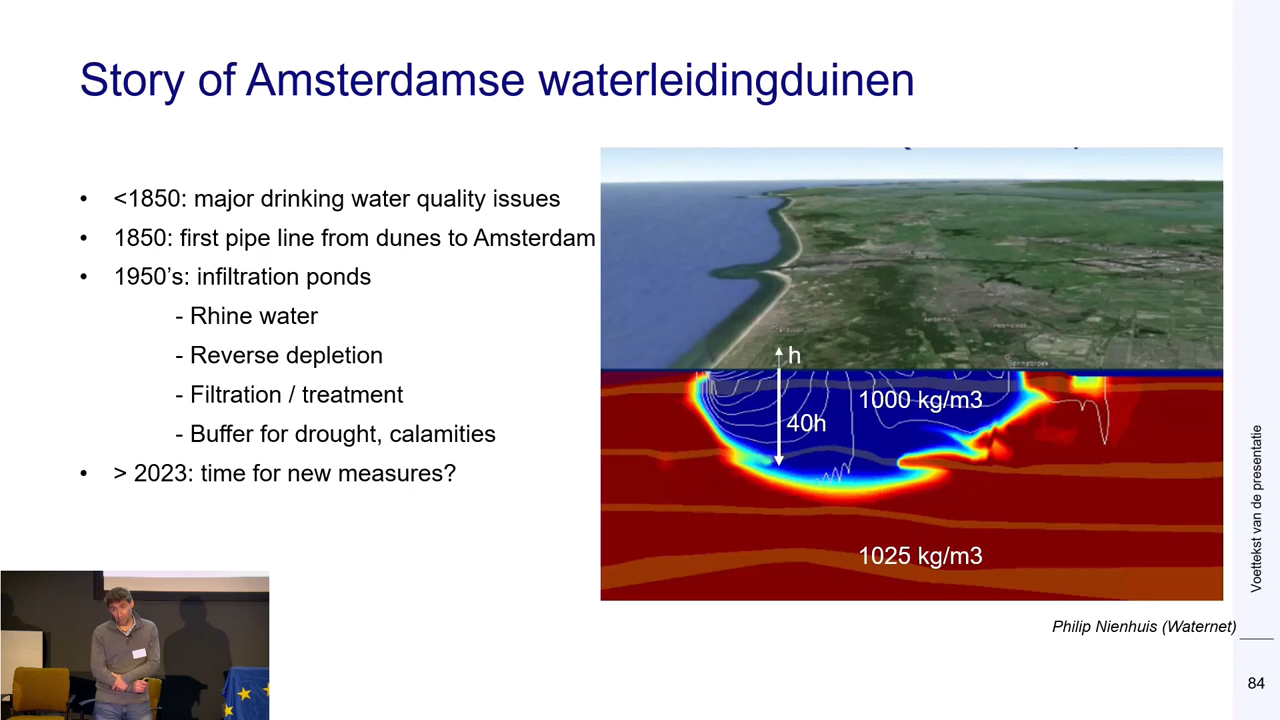 Story of Amsterdamse waterleidingduinen
• <1850: major drinking water quality issues
• 1850: first pipe line from dunes to Amsterdam
• 1950's: infiltration ponds
- Rhine water
- Reverse depletion
- Filtration / treatment
- Buffer for drought, calamities
• > 2023: time for new measures?
h
1000 kg/m3
40h
1025 kg/m3
Philip Nienhuis (Waternet)
Voettekst van de presentatie
84